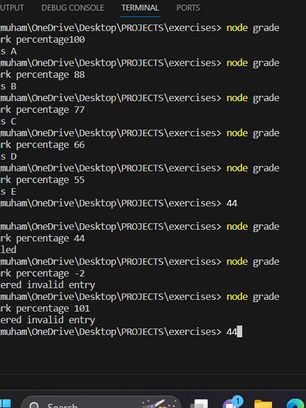 UTPUT DEBUG CONSOLE TERMINAL PORTS
muham\OneDrive\Desktop\PROJECTS\exercises> node grade
rk percentage100
s A
muham\OneDrive\Desktop\PROJECTS\exercises> node grade
rk percentage 88
s B
muham\OneDrive\Desktop\PROJECTS\exercises> node grade
rk percentage 77
s C
muham\OneDrive\Desktop\PROJECTS\exercises> node grade
rk percentage 66
s D
muham\OneDrive\Desktop\PROJECTS\exercises> node grade
rk percentage 55
s E
muham\OneDrive\Desktop\PROJECTS\exercises> 44
muham\OneDrive\Desktop\PROJECTS\exercises> node grade
rk percentage 44
led
muham\OneDrive\Desktop\PROJECTS\exercises> node grade
rk percentage -2
ered invalid entry
muham\OneDrive\Desktop\PROJECTS\exercises> node grade
rk percentage 101
ered invalid entry
muham\OneDrive\Desktop\PROJECTS\exercises> 44
Search
1